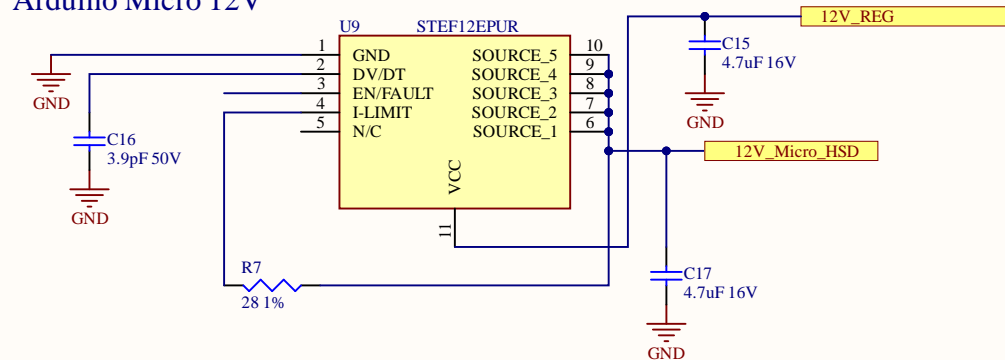 Arduino Micro 12V
U9
STEF12EPUR
12V_REG
1
GND
SOURCE_5
10
2
DV/DT
SOURCE_4
9
3
EN/FAULT
SOURCE_3
8
4
I-LIMIT
SOURCE_2
7
5
N/C
SOURCE_1
6
VCC
11
C15
4.7uF 16V
GND
GND
C16
3.9pF 50V
GND
12V_Micro_HSD
R7
28 1%
C17
4.7uF 16V
GND